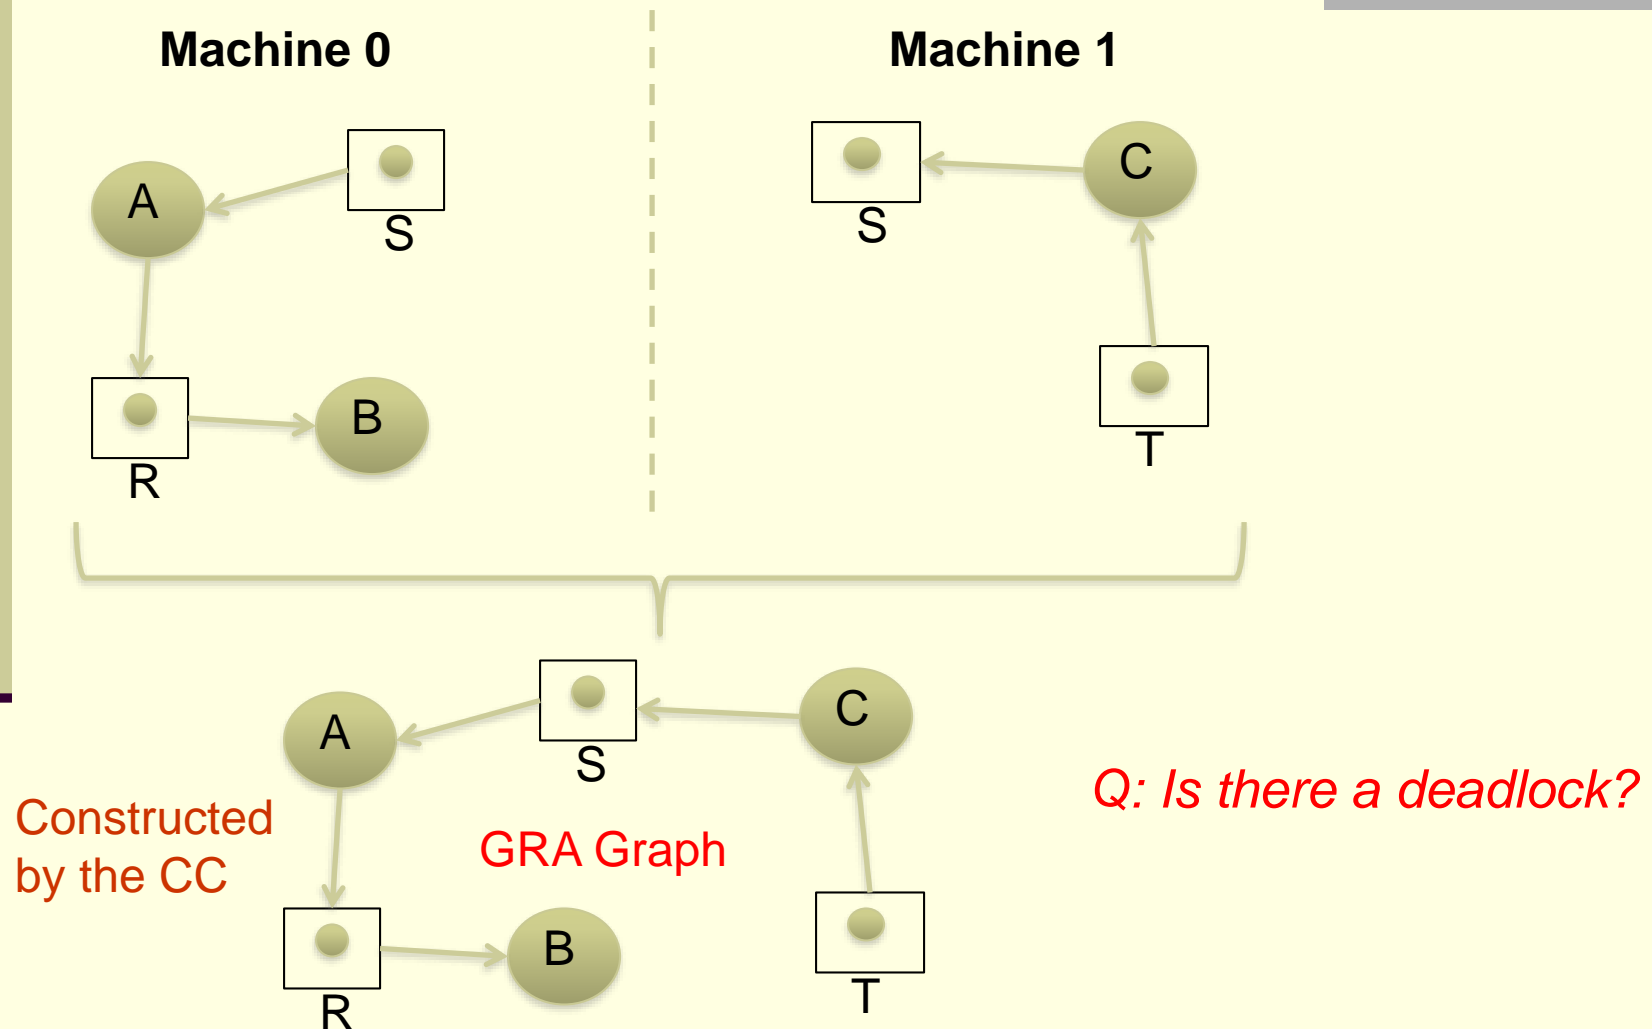 Machine 0
Machine 1
A
S
S
C
R
B
T
A
S
C
Constructed
by the CC
GRA Graph
Q: Is there a deadlock?
R
B
T